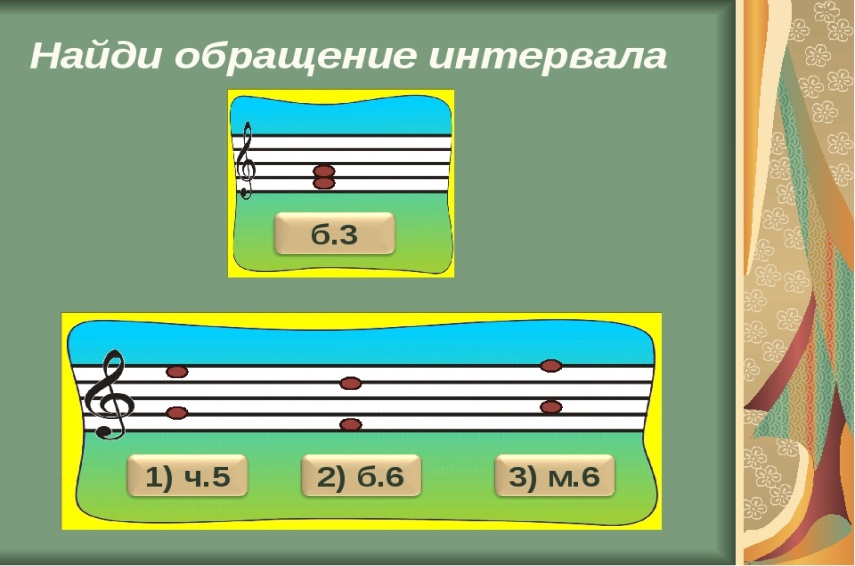 Найди обращение интервала
б.3
1) ч.5
2) б.6
3) м.6